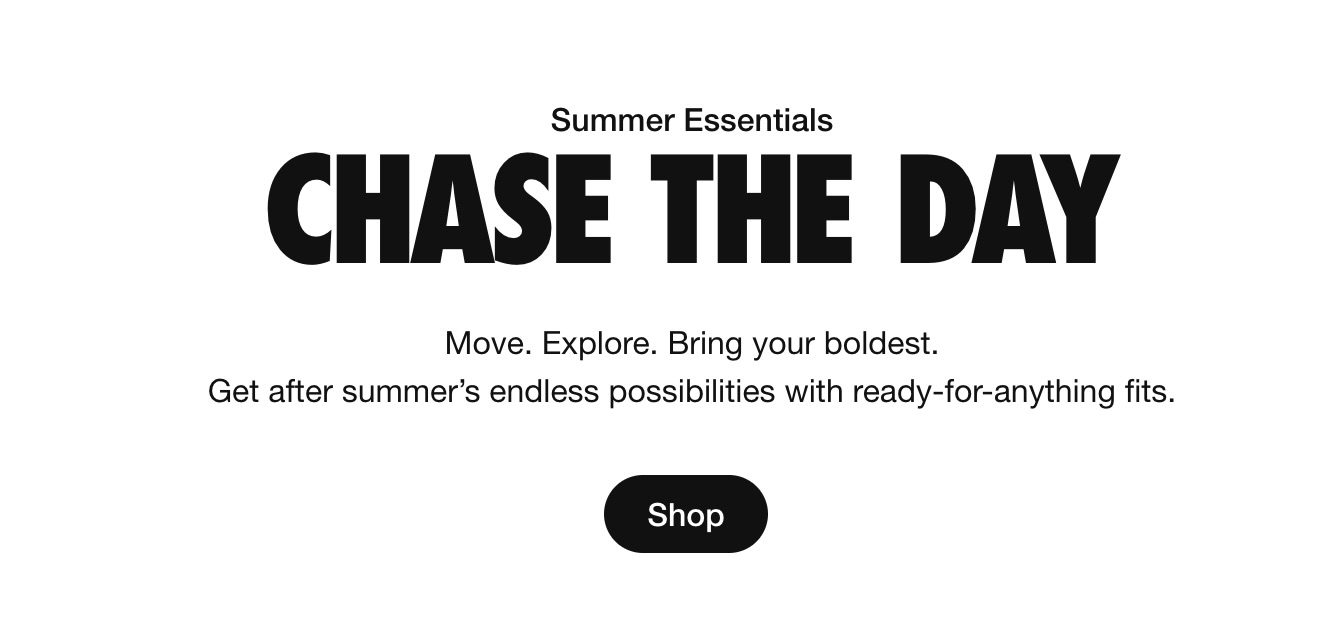 Summer Essentials
CHASE THE DAY
Move. Explore. Bring your boldest.
Get after summer’s endless possibilities with ready-for-anything fits.
Shop